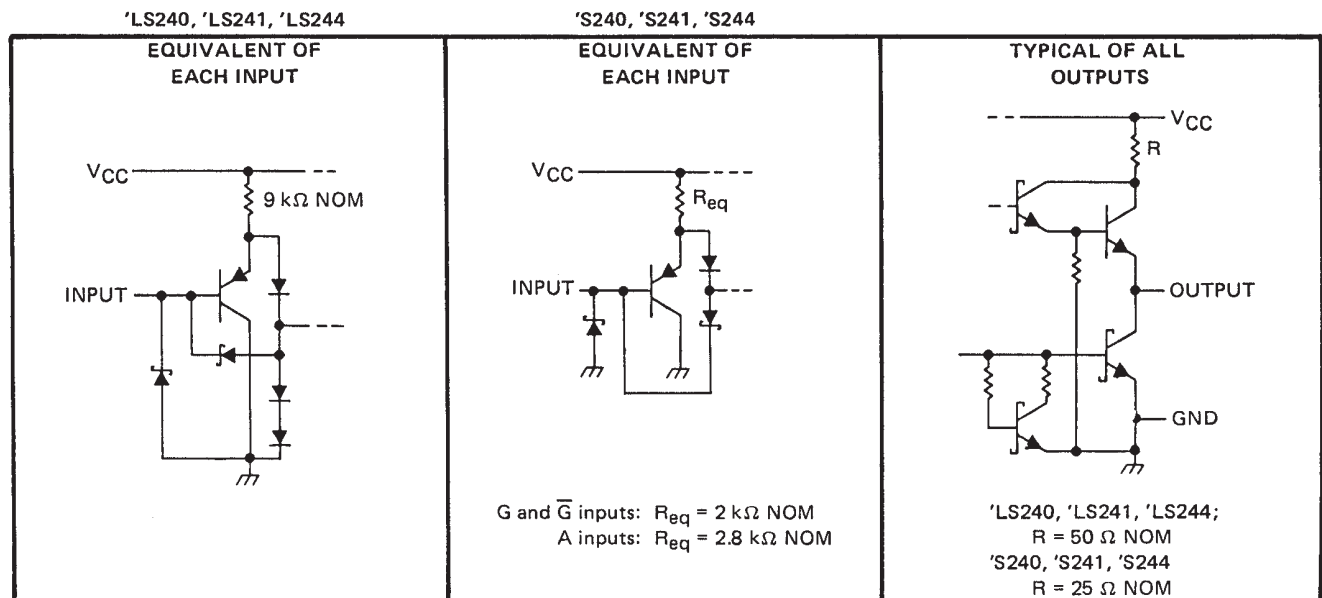 'LS240, 'LS241, 'LS244
EQUIVALENT OF
EACH INPUT
VCC
9 kΩ NOM
INPUT
'S240, 'S241, 'S244
EQUIVALENT OF
EACH INPUT
VCC
Req
INPUT
G and G̅ inputs: Req = 2 kΩ NOM
A inputs: Req = 2.8 kΩ NOM
TYPICAL OF ALL
OUTPUTS
VCC
R
OUTPUT
GND
'LS240, 'LS241, 'LS244;
R = 50 Ω NOM
'S240, 'S241, 'S244
R = 25 Ω NOM